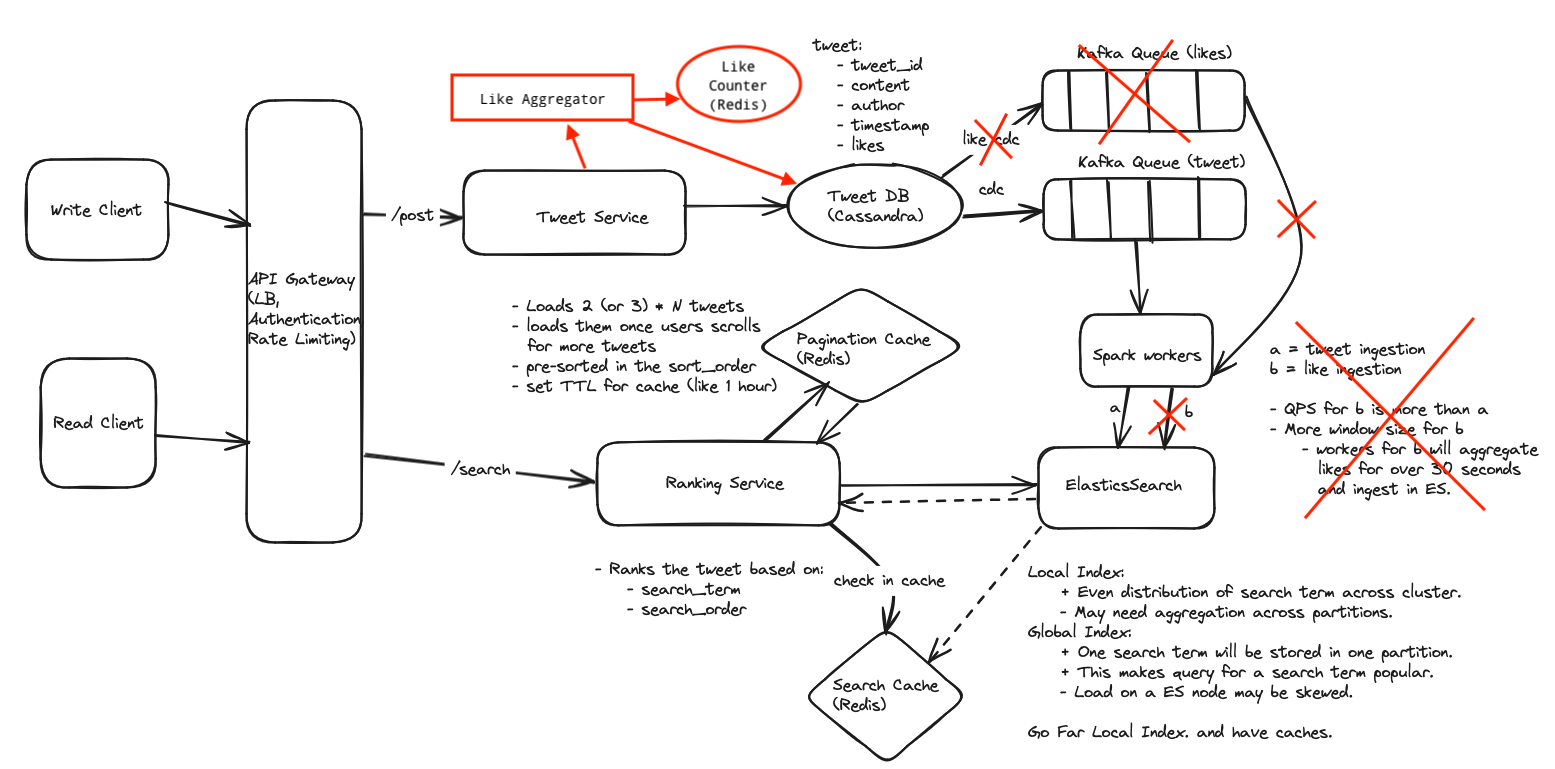 Write Client
Read Client
API Gateway
(LB,
Authentication
Rate Limiting)
/post
/search
Like Aggregator
Like
Counter
(Redis)
Tweet Service
tweet:
- tweet_id
- content
- author
- timestamp
- likes
Tweet DB
(Cassandra)
like cdc
cdc
Kafka Queue (likes)
Kafka Queue (tweet)
Spark workers
a
b
a = tweet ingestion
b = like ingestion
- QPS for b is more than a
- More window size for b
- workers for b will aggregate
likes for over 30 seconds
and ingest in ES.
- Loads 2 (or 3) * N tweets
- loads them once users scrolls
for more tweets
- pre-sorted in the sort_order
- set TTL for cache (like 1 hour)
Pagination Cache
(Redis)
Ranking Service
ElasticsSearch
- Ranks the tweet based on:
- search_term
- search_order
check in cache
Search Cache
(Redis)
Local Index:
+ Even distribution of search term across cluster.
- May need aggregation across partitions.
Global Index:
+ One search term will be stored in one partition.
+ This makes query for a search term popular.
- Load on a ES node may be skewed.
Go Far Local Index. and have caches.